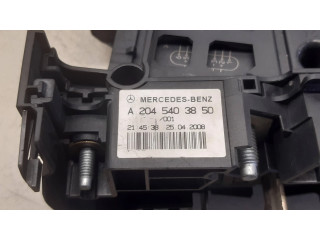 MERCEDES-BENZ
A 204 540 38 50
/001
21 45 38 25 04 2008